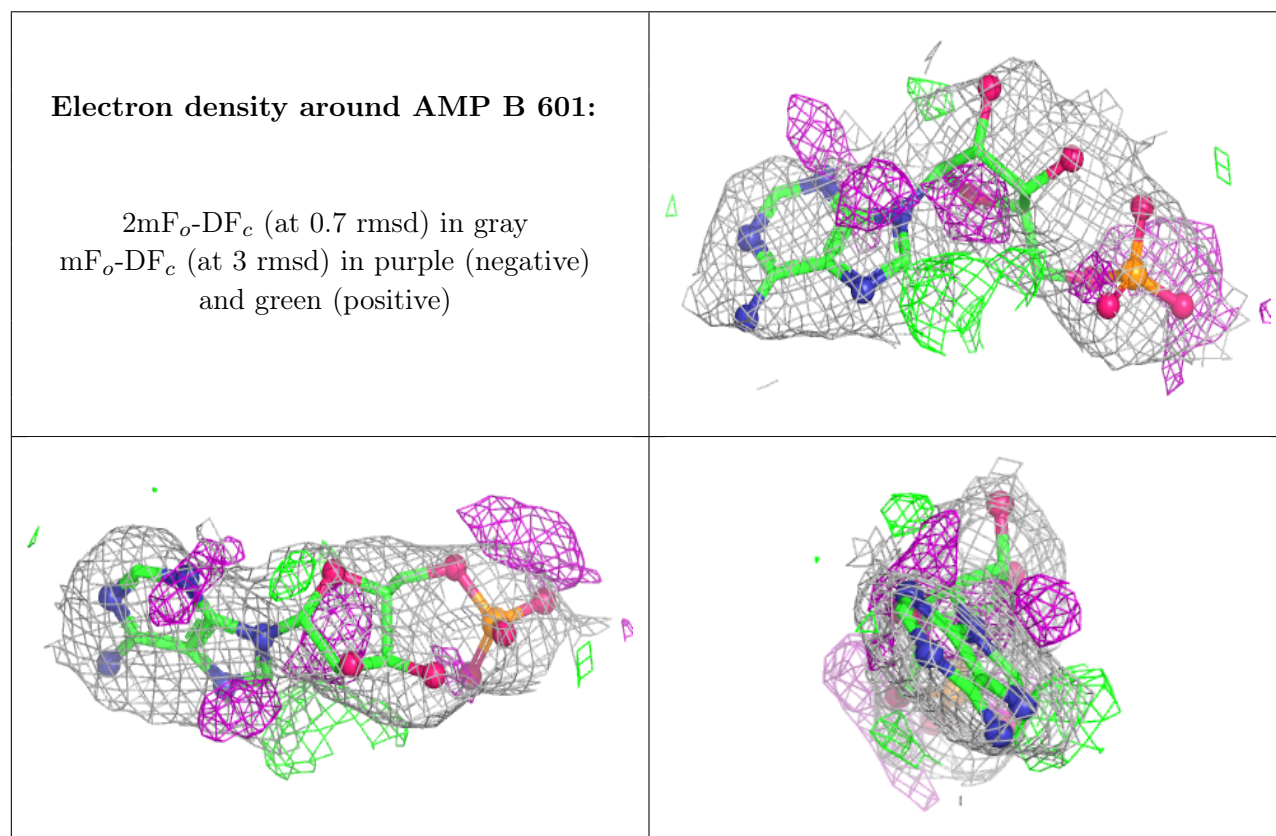 Electron density around AMP B 601:
2mFo-DFc (at 0.7 rmsd) in gray
mFo-DFc (at 3 rmsd) in purple (negative)
and green (positive)